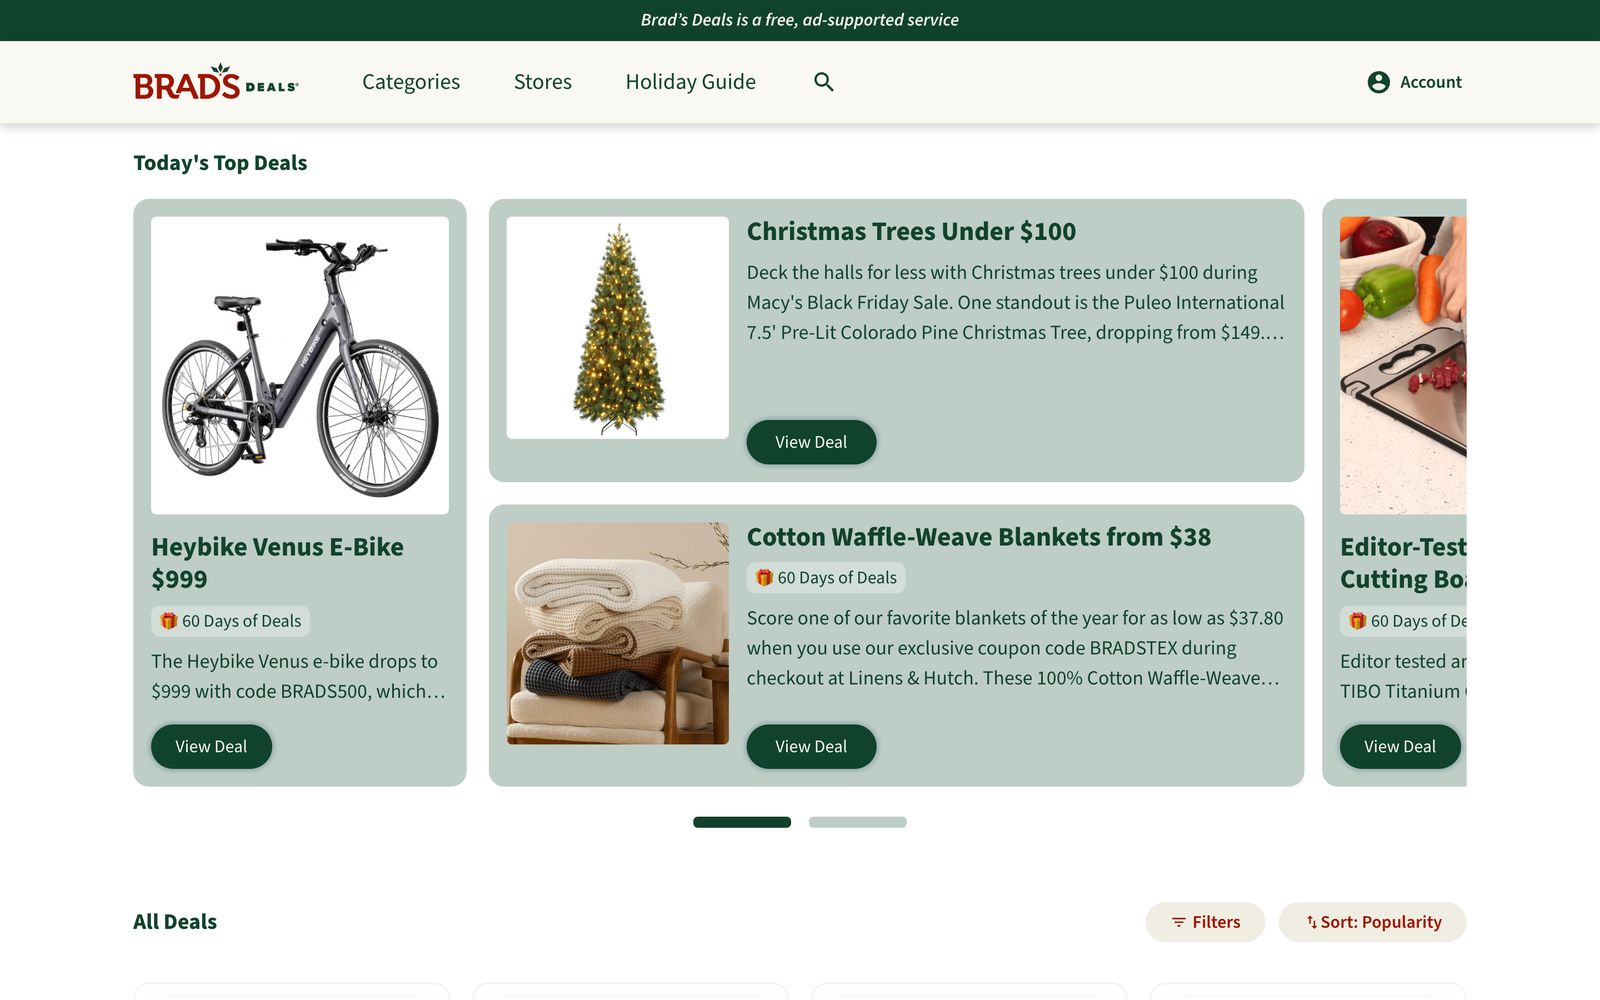 Brad's Deals is a free, ad-supported service
BRAD'S DEALS
Categories
Stores
Holiday Guide
Account
Today's Top Deals
HEYBIKE
KENDA
Heybike Venus E-Bike
$999
60 Days of Deals
The Heybike Venus e-bike drops to
$999 with code BRADS500, which…
View Deal
Christmas Trees Under $100
Deck the halls for less with Christmas trees under $100 during
Macy's Black Friday Sale. One standout is the Puleo International
7.5' Pre-Lit Colorado Pine Christmas Tree, dropping from $149.…
View Deal
Cotton Waffle-Weave Blankets from $38
60 Days of Deals
Score one of our favorite blankets of the year for as low as $37.80
when you use our exclusive coupon code BRADSTEX during
checkout at Linens & Hutch. These 100% Cotton Waffle-Weave…
View Deal
Editor-Test
Cutting Boa
60 Days of De
Editor tested an
TIBO Titanium
View Deal
All Deals
Filters
Sort: Popularity